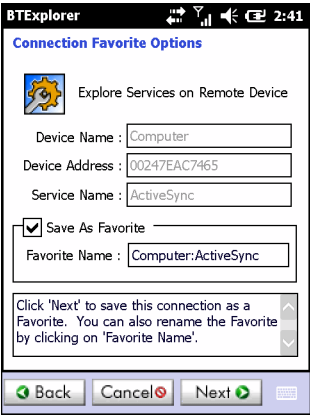 BTExplorer 2:41
Connection Favorite Options
Explore Services on Remote Device
Device Name : Computer
Device Address : 00247EAC7465
Service Name : ActiveSync
Save As Favorite
Favorite Name : Computer:ActiveSync
Click 'Next' to save this connection as a
Favorite. You can also rename the Favorite
by clicking on 'Favorite Name'.
Back Cancel Next